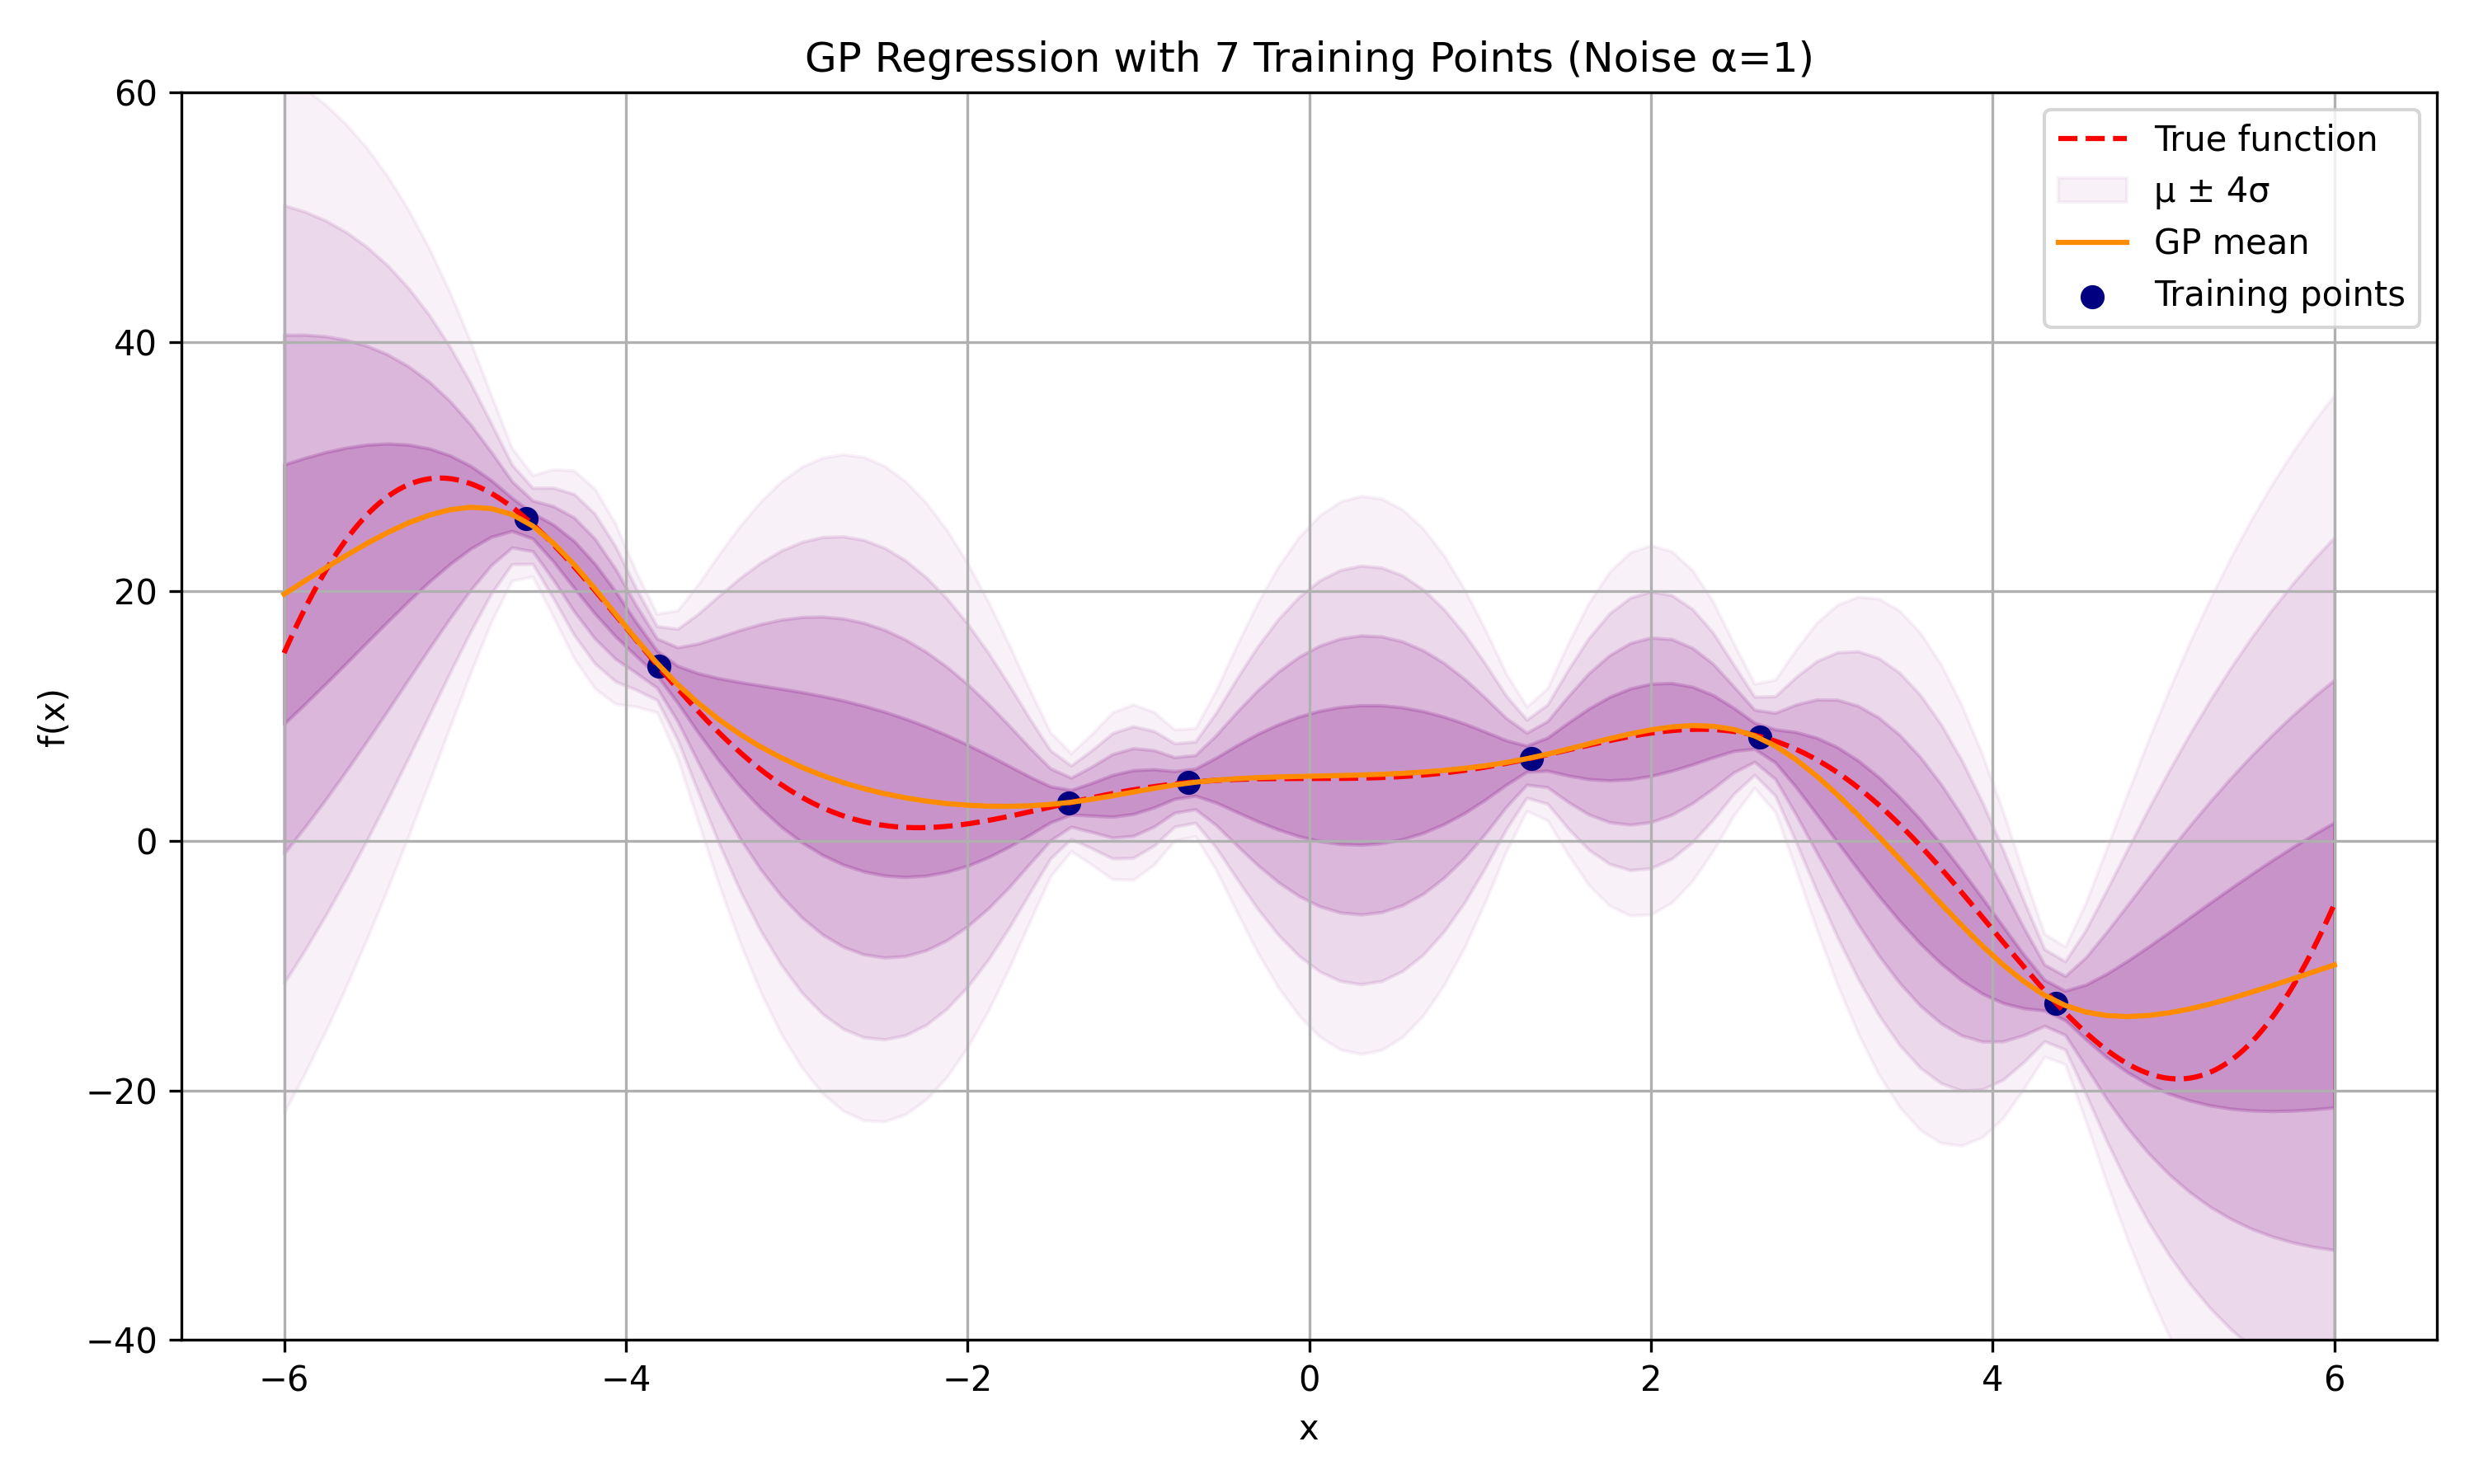 GP Regression with 7 Training Points (Noise α=1)
True function
μ ± 4σ
GP mean
Training points
60
40
20
0
−20
−40
f(x)
−6
−4
−2
0
2
4
6
x